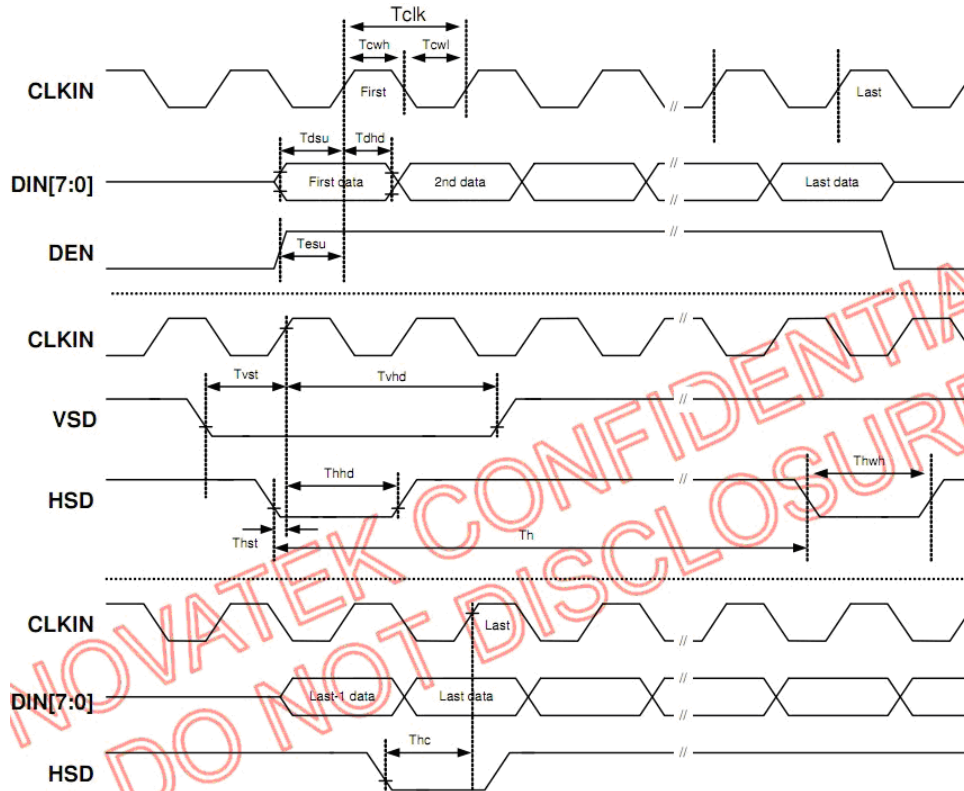 Tclk
Tcwh Tcwl
CLKIN First // Last
Tdsu Tdhd
DIN[7:0] First data 2nd data // Last data
//
DEN Tesu //
CLKIN //
Tvst Tvhd
VSD //
Thhd Thwh
HSD //
Thst Th
CLKIN Last //
DIN[7:0] Last-1 data Last data //
//
Thc
HSD //
NOVATEK CONFIDENTIA
DO NOT DISCLOSURE